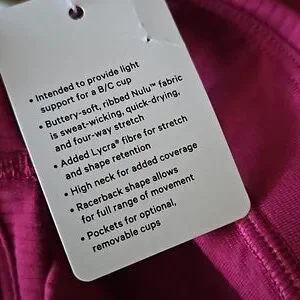 • Intended to provide light
support for a B/C cup
• Buttery-soft, ribbed Nulu™ fabric
is sweat-wicking, quick-drying,
and four-way stretch
• Added Lycra® fibre for stretch
and shape retention
• High neck for added coverage
• Racerback shape allows
for full range of movement
• Pockets for optional,
removable cups